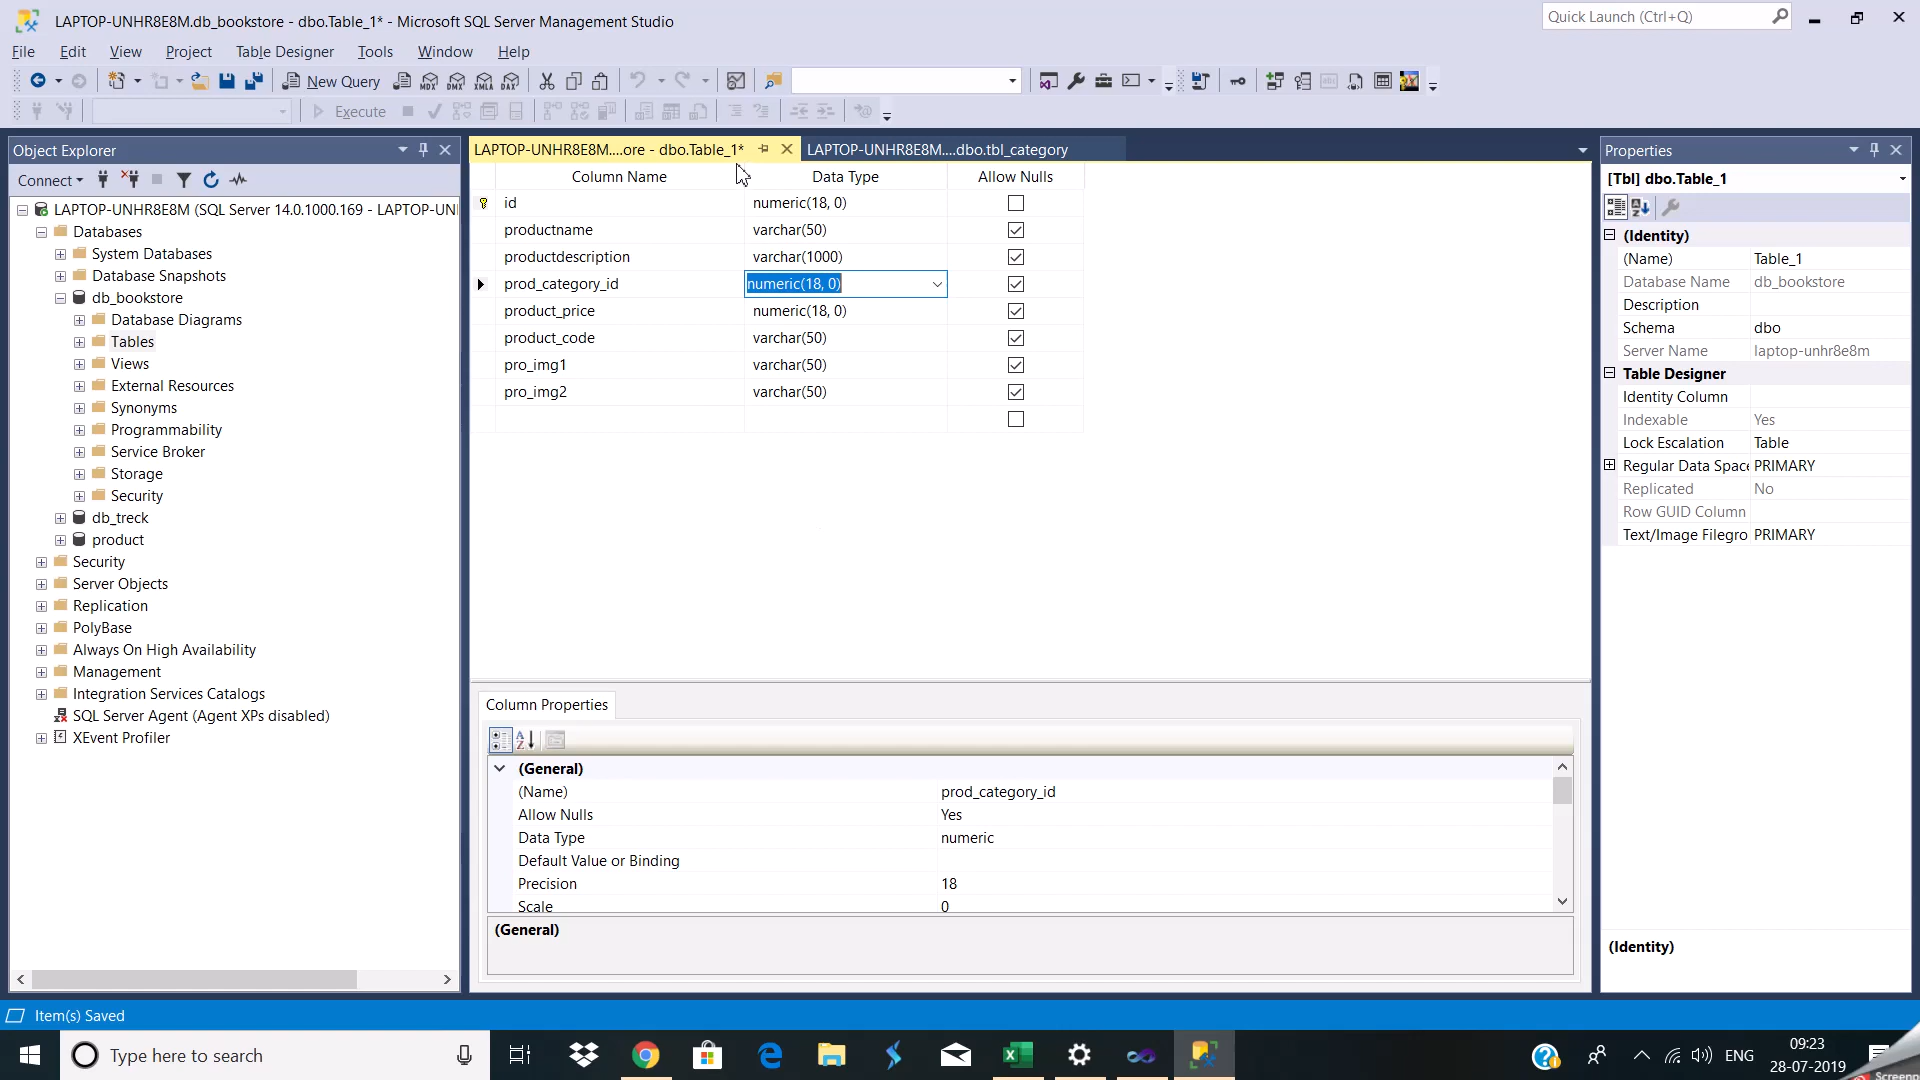 LAPTOP-UNHR8E8M.db_bookstore - dbo.Table_1* - Microsoft SQL Server Management Studio
Quick Launch (Ctrl+Q)
File Edit View Project Table Designer Tools Window Help
New Query MDX DMX XMLA DAX
Execute
Object Explorer
Connect
LAPTOP-UNHR8E8M (SQL Server 14.0.1000.169 - LAPTOP-UNI
Databases
System Databases
Database Snapshots
db_bookstore
Database Diagrams
Tables
Views
External Resources
Synonyms
Programmability
Service Broker
Storage
Security
db_treck
product
Security
Server Objects
Replication
PolyBase
Always On High Availability
Management
Integration Services Catalogs
SQL Server Agent (Agent XPs disabled)
XEvent Profiler
LAPTOP-UNHR8E8M....ore - dbo.Table_1* LAPTOP-UNHR8E8M....dbo.tbl_category
Column Name Data Type Allow Nulls
id numeric(18, 0)
productname varchar(50)
productdescription varchar(1000)
prod_category_id numeric(18, 0)
product_price numeric(18, 0)
product_code varchar(50)
pro_img1 varchar(50)
pro_img2 varchar(50)
Column Properties
(General)
(Name) prod_category_id
Allow Nulls Yes
Data Type numeric
Default Value or Binding
Precision 18
Scale 0
(General)
Properties
[Tbl] dbo.Table_1
(Identity)
(Name) Table_1
Database Name db_bookstore
Description
Schema dbo
Server Name laptop-unhr8e8m
Table Designer
Identity Column
Indexable Yes
Lock Escalation Table
Regular Data Space PRIMARY
Replicated No
Row GUID Column
Text/Image Filegro PRIMARY
(Identity)
Item(s) Saved
Type here to search
ENG
09:23
28-07-2019